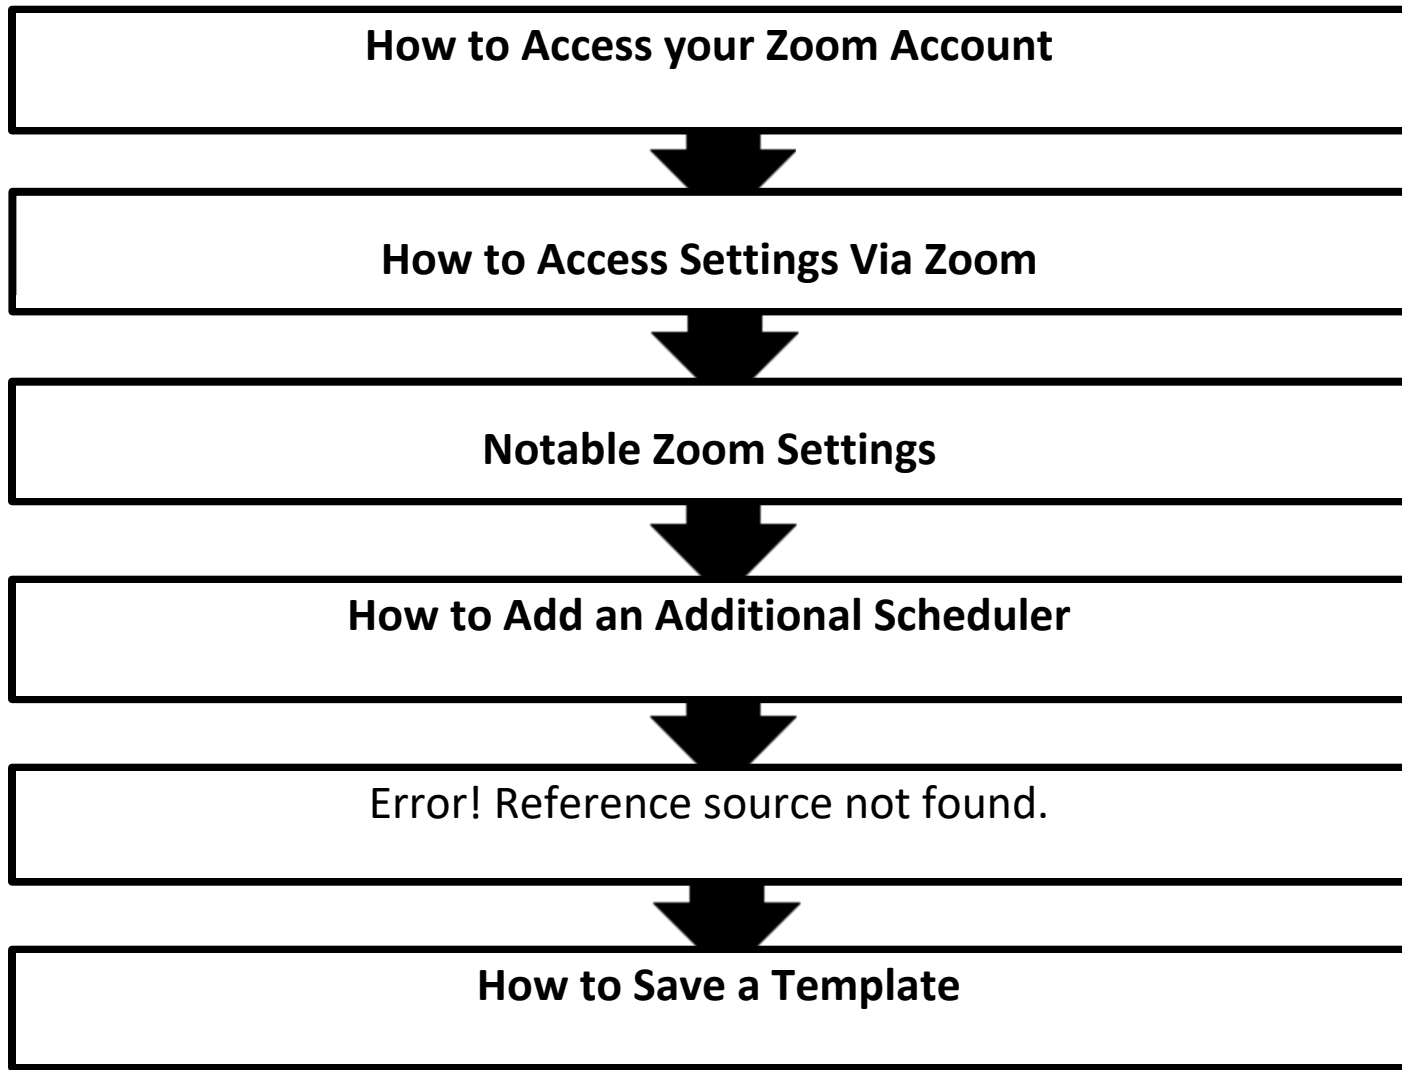 How to Access your Zoom Account
How to Access Settings Via Zoom
Notable Zoom Settings
How to Add an Additional Scheduler
Error! Reference source not found.
How to Save a Template